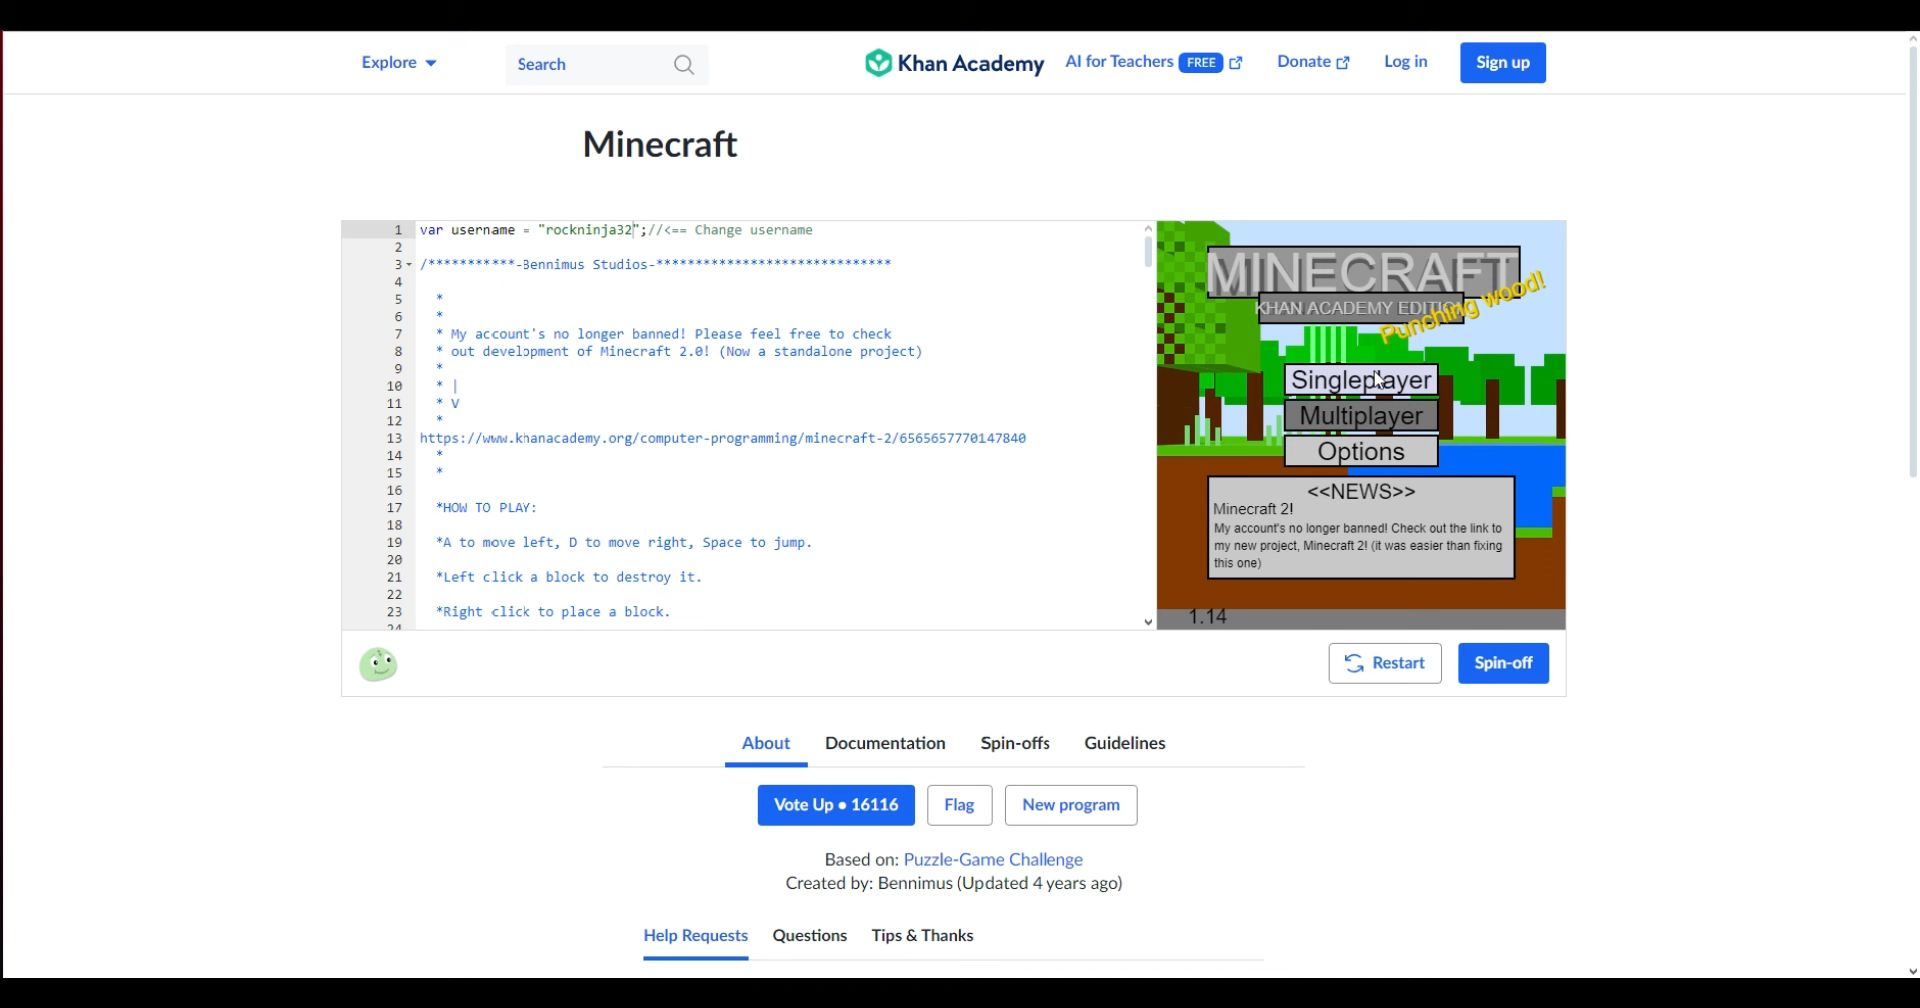 Explore
Search
Khan Academy
AI for Teachers FREE
Donate
Log in
Sign up
Minecraft
1 var username = "rockninja32";//<== Change username
2
3 /***********-Bennimus Studios-******************************
4
5 *
6 *
7 * My account's no longer banned! Please feel free to check
8 * out development of Minecraft 2.0! (Now a standalone project)
9 *
10 * |
11 * V
12 *
13 https://www.khanacademy.org/computer-programming/minecraft-2/6565657770147840
14 *
15 *
16
17 *HOW TO PLAY:
18
19 *A to move left, D to move right, Space to jump.
20
21 *Left click a block to destroy it.
22
23 *Right click to place a block.
24
MINECRAFT
KHAN ACADEMY EDITION
Punching wood!
Singleplayer
Multiplayer
Options
<<NEWS>>
Minecraft 2!
My account's no longer banned! Check out the link to
my new project, Minecraft 2! (it was easier than fixing
this one)
1.14
Restart
Spin-off
About
Documentation
Spin-offs
Guidelines
Vote Up • 16116
Flag
New program
Based on: Puzzle-Game Challenge
Created by: Bennimus (Updated 4 years ago)
Help Requests
Questions
Tips & Thanks